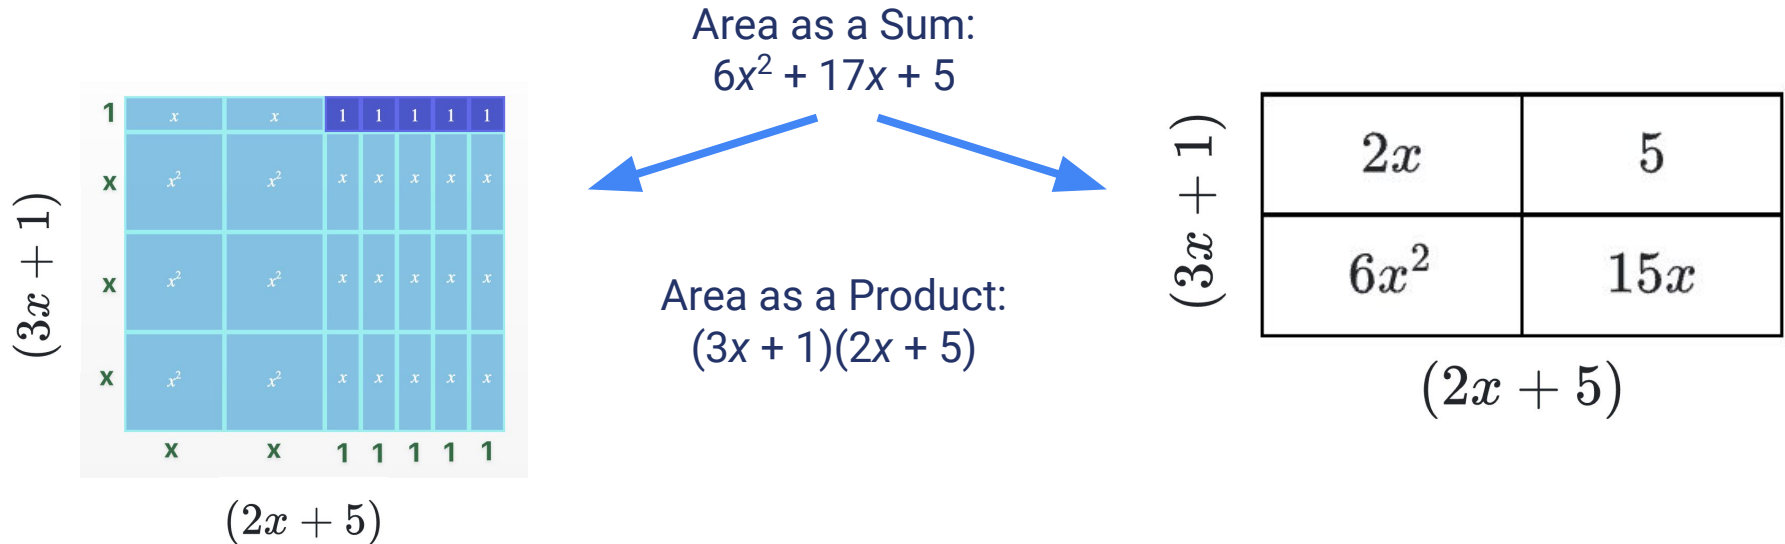 Area as a Sum:
6x² + 17x + 5
(3x + 1)
1 x x 1 1 1 1 1
x x² x² x x x x x
x x² x² x x x x x
x x² x² x x x x x
x x 1 1 1 1 1
(2x + 5)
Area as a Product:
(3x + 1)(2x + 5)
(3x + 1)
2x 5
6x² 15x
(2x + 5)